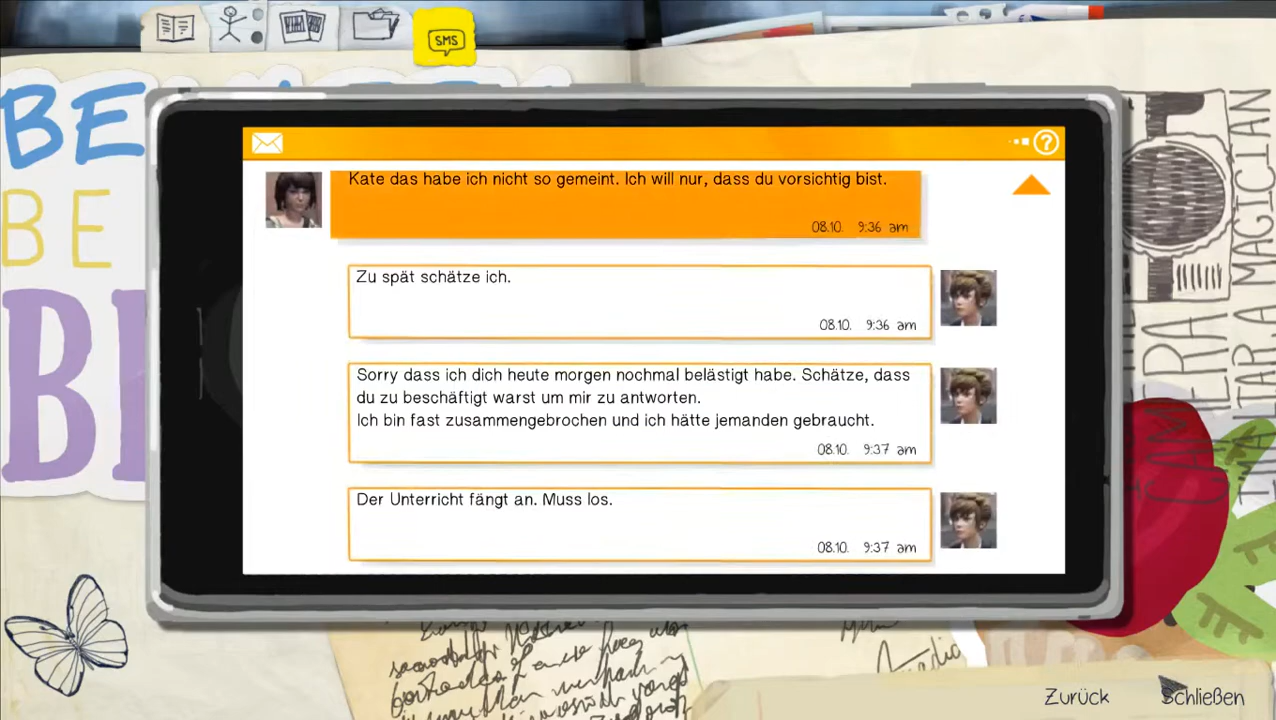 SMS
BE
BE
Kate das habe ich nicht so gemeint. Ich will nur, dass du vorsichtig bist.
08.10. 9:36 am
Zu spät schätze ich.
08.10. 9:36 am
Sorry dass ich dich heute morgen nochmal belästigt habe. Schätze, dass
du zu beschäftigt warst um mir zu antworten.
Ich bin fast zusammengebrochen und ich hätte jemanden gebraucht.
08.10. 9:37 am
Der Unterricht fängt an. Muss los.
08.10. 9:37 am
MAGICIAN
Zurück
Schließen